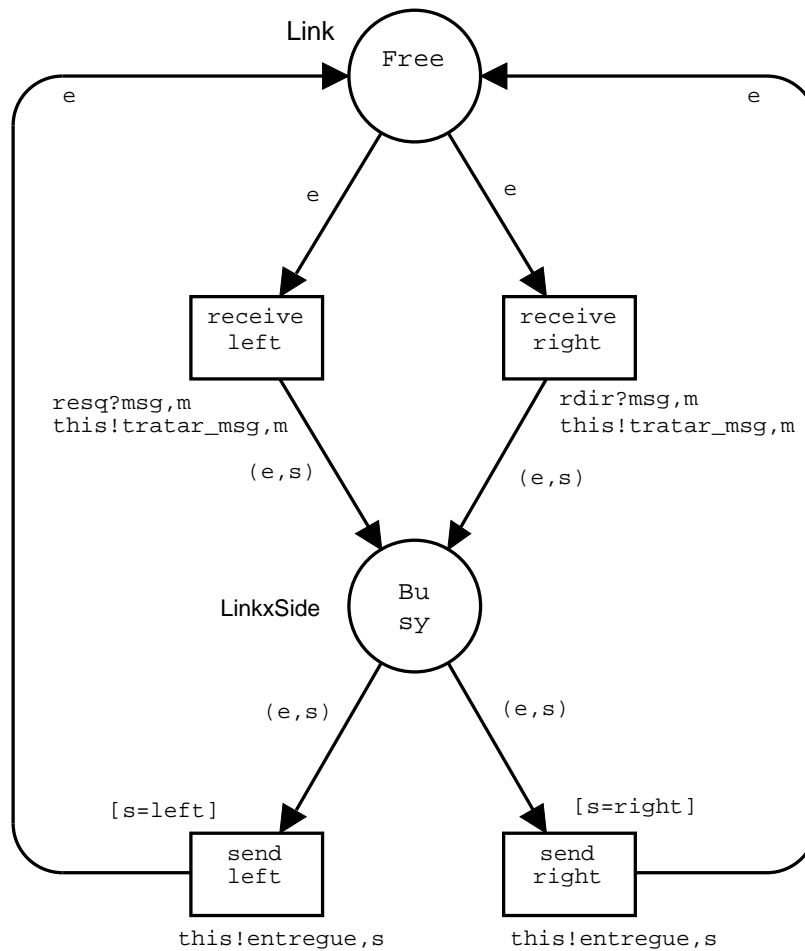 Link
Free
e
e
e
e
receive
left
receive
right
resq?msg,m
this!tratar_msg,m
rdir?msg,m
this!tratar_msg,m
(e,s)
(e,s)
LinkxSide
Bu
sy
(e,s)
(e,s)
[s=left]
[s=right]
send
left
send
right
this!entregue,s
this!entregue,s